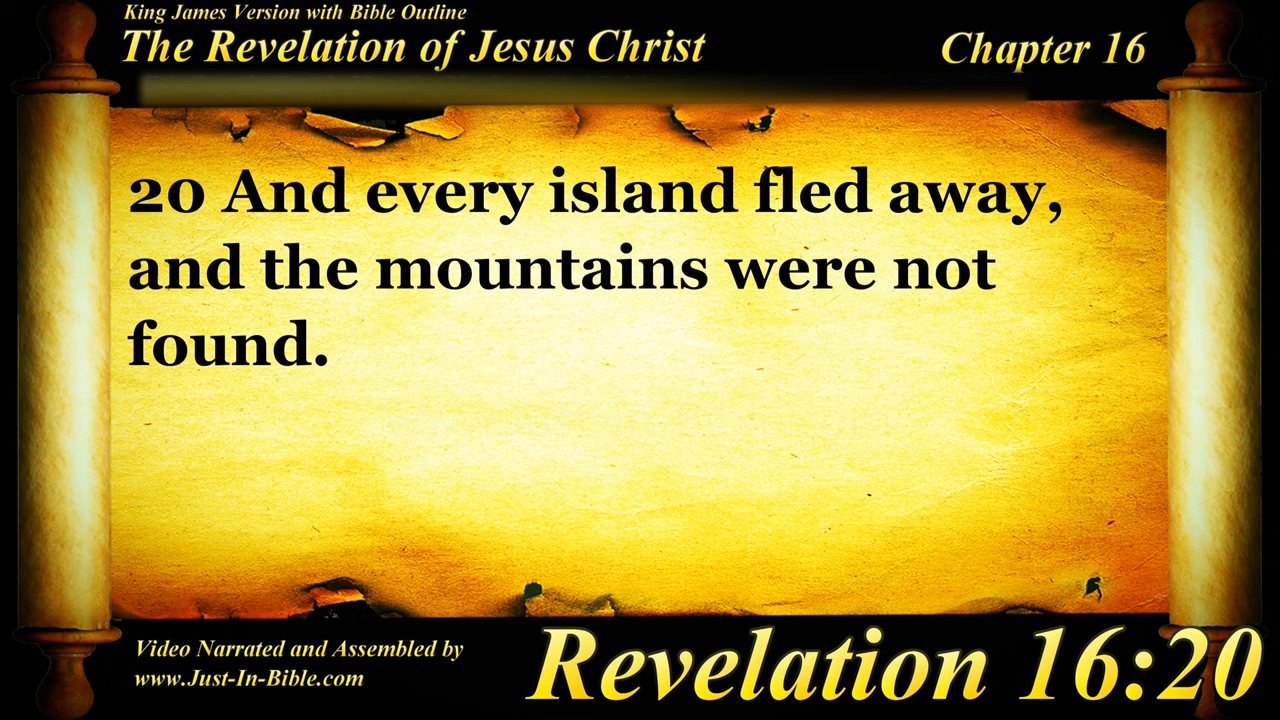 King James Version with Bible Outline
The Revelation of Jesus Christ
Chapter 16
20 And every island fled away,
and the mountains were not
found.
Video Narrated and Assembled by
www.Just-In-Bible.com
Revelation 16:20